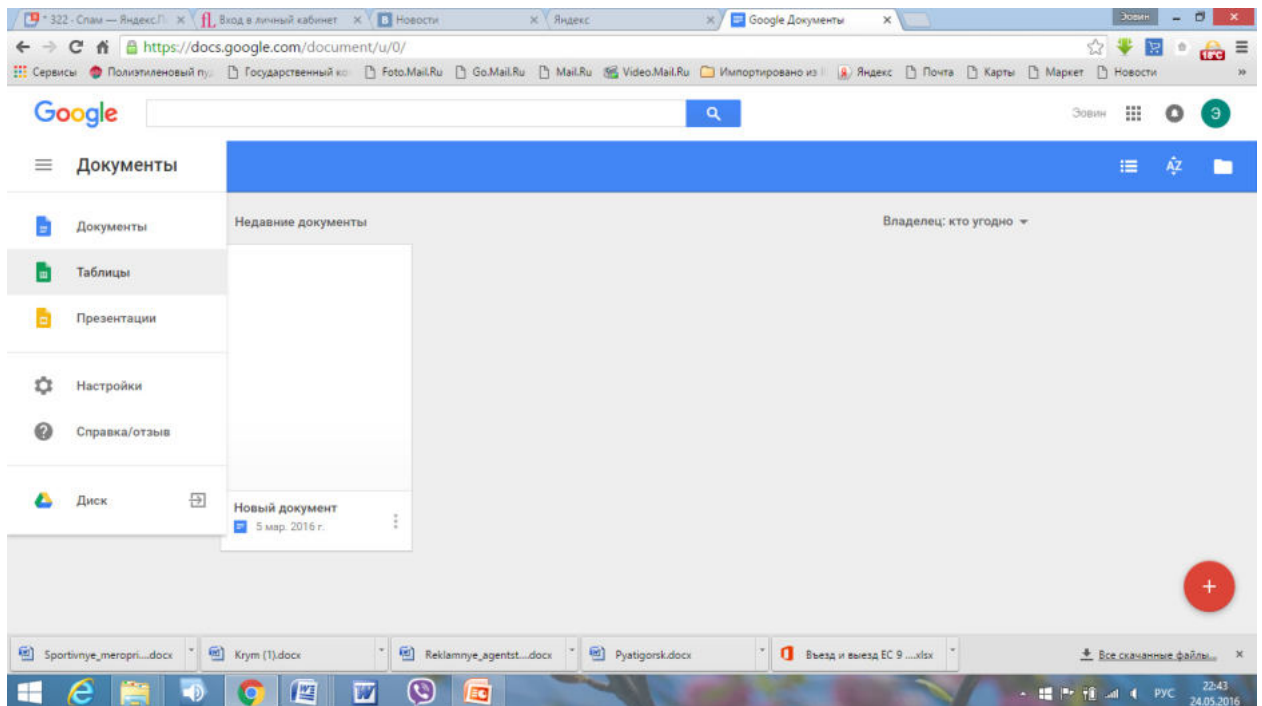 * 322 - Спам — Яндекс.П
Вход в личный кабинет
Новости
Яндекс
Google Документы
Эовин
https://docs.google.com/document/u/0/
18°C
Сервисы
Полиэтиленовый
Государственный
Foto.Mail.Ru
Go.Mail.Ru
Mail.Ru
Video.Mail.Ru
Импортировано из
Яндекс
Почта
Карты
Маркет
Новости
»
Google
Эовин
Э
Документы
AZ
Документы
Недавние документы
Владелец: кто угодно
Таблицы
Презентации
Настройки
Справка/отзыв
Диск
Новый документ
5 мар. 2016 г.
+
Sportivnye_meropri....docx
Krym (1).docx
Reklamnye_agentst....docx
Pyatigorsk.docx
Въезд и выезд ЕС 9 ....xlsx
Все скачанные файлы...
РУС
22:43
24.05.2016